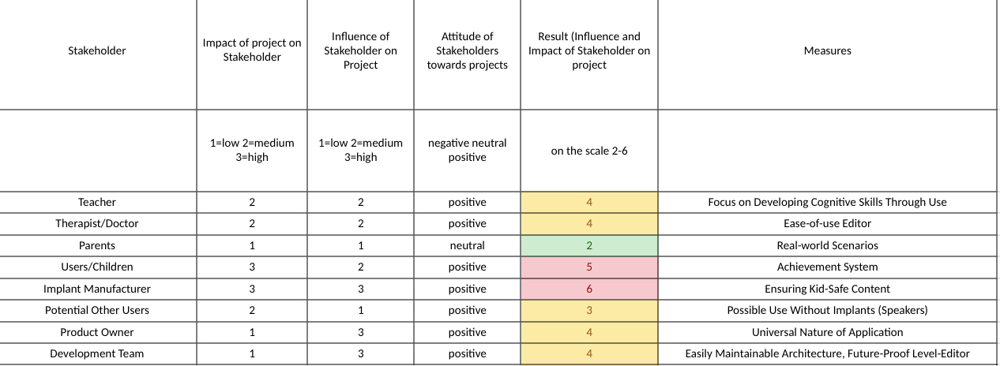 Stakeholder | Impact of project on Stakeholder | Influence of Stakeholder on Project | Attitude of Stakeholders towards projects | Result (Influence and Impact of Stakeholder on project | Measures
1=low 2=medium 3=high | 1=low 2=medium 3=high | negative neutral positive | on the scale 2-6
Teacher | 2 | 2 | positive | 4 | Focus on Developing Cognitive Skills Through Use
Therapist/Doctor | 2 | 2 | positive | 4 | Ease-of-use Editor
Parents | 1 | 1 | neutral | 2 | Real-world Scenarios
Users/Children | 3 | 2 | positive | 5 | Achievement System
Implant Manufacturer | 3 | 3 | positive | 6 | Ensuring Kid-Safe Content
Potential Other Users | 2 | 1 | positive | 3 | Possible Use Without Implants (Speakers)
Product Owner | 1 | 3 | positive | 4 | Universal Nature of Application
Development Team | 1 | 3 | positive | 4 | Easily Maintainable Architecture, Future-Proof Level-Editor